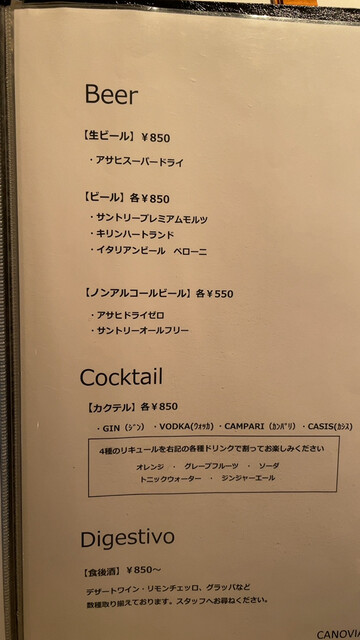 Beer
【生ビール】￥850
・アサヒスーパードライ
【ビール】各￥850
・サントリープレミアムモルツ
・キリンハートランド
・イタリアンビール　ペローニ
【ノンアルコールビール】各￥550
・アサヒドライゼロ
・サントリーオールフリー
Cocktail
【カクテル】各￥850
・GIN（ｼﾞﾝ）・VODKA(ｳｫｯｶ)・CAMPARI（ｶﾝﾊﾟﾘ）・CASIS(ｶｼｽ)
4種のリキュールを右記の各種ドリンクで割ってお楽しみください
オレンジ　・　グレープフルーツ　・　ソーダ
トニックウォーター　・　ジンジャーエール
Digestivo
【食後酒】￥850～
デザートワイン・リモンチェッロ、グラッパなど
数種取り揃えております。スタッフへお尋ねください。